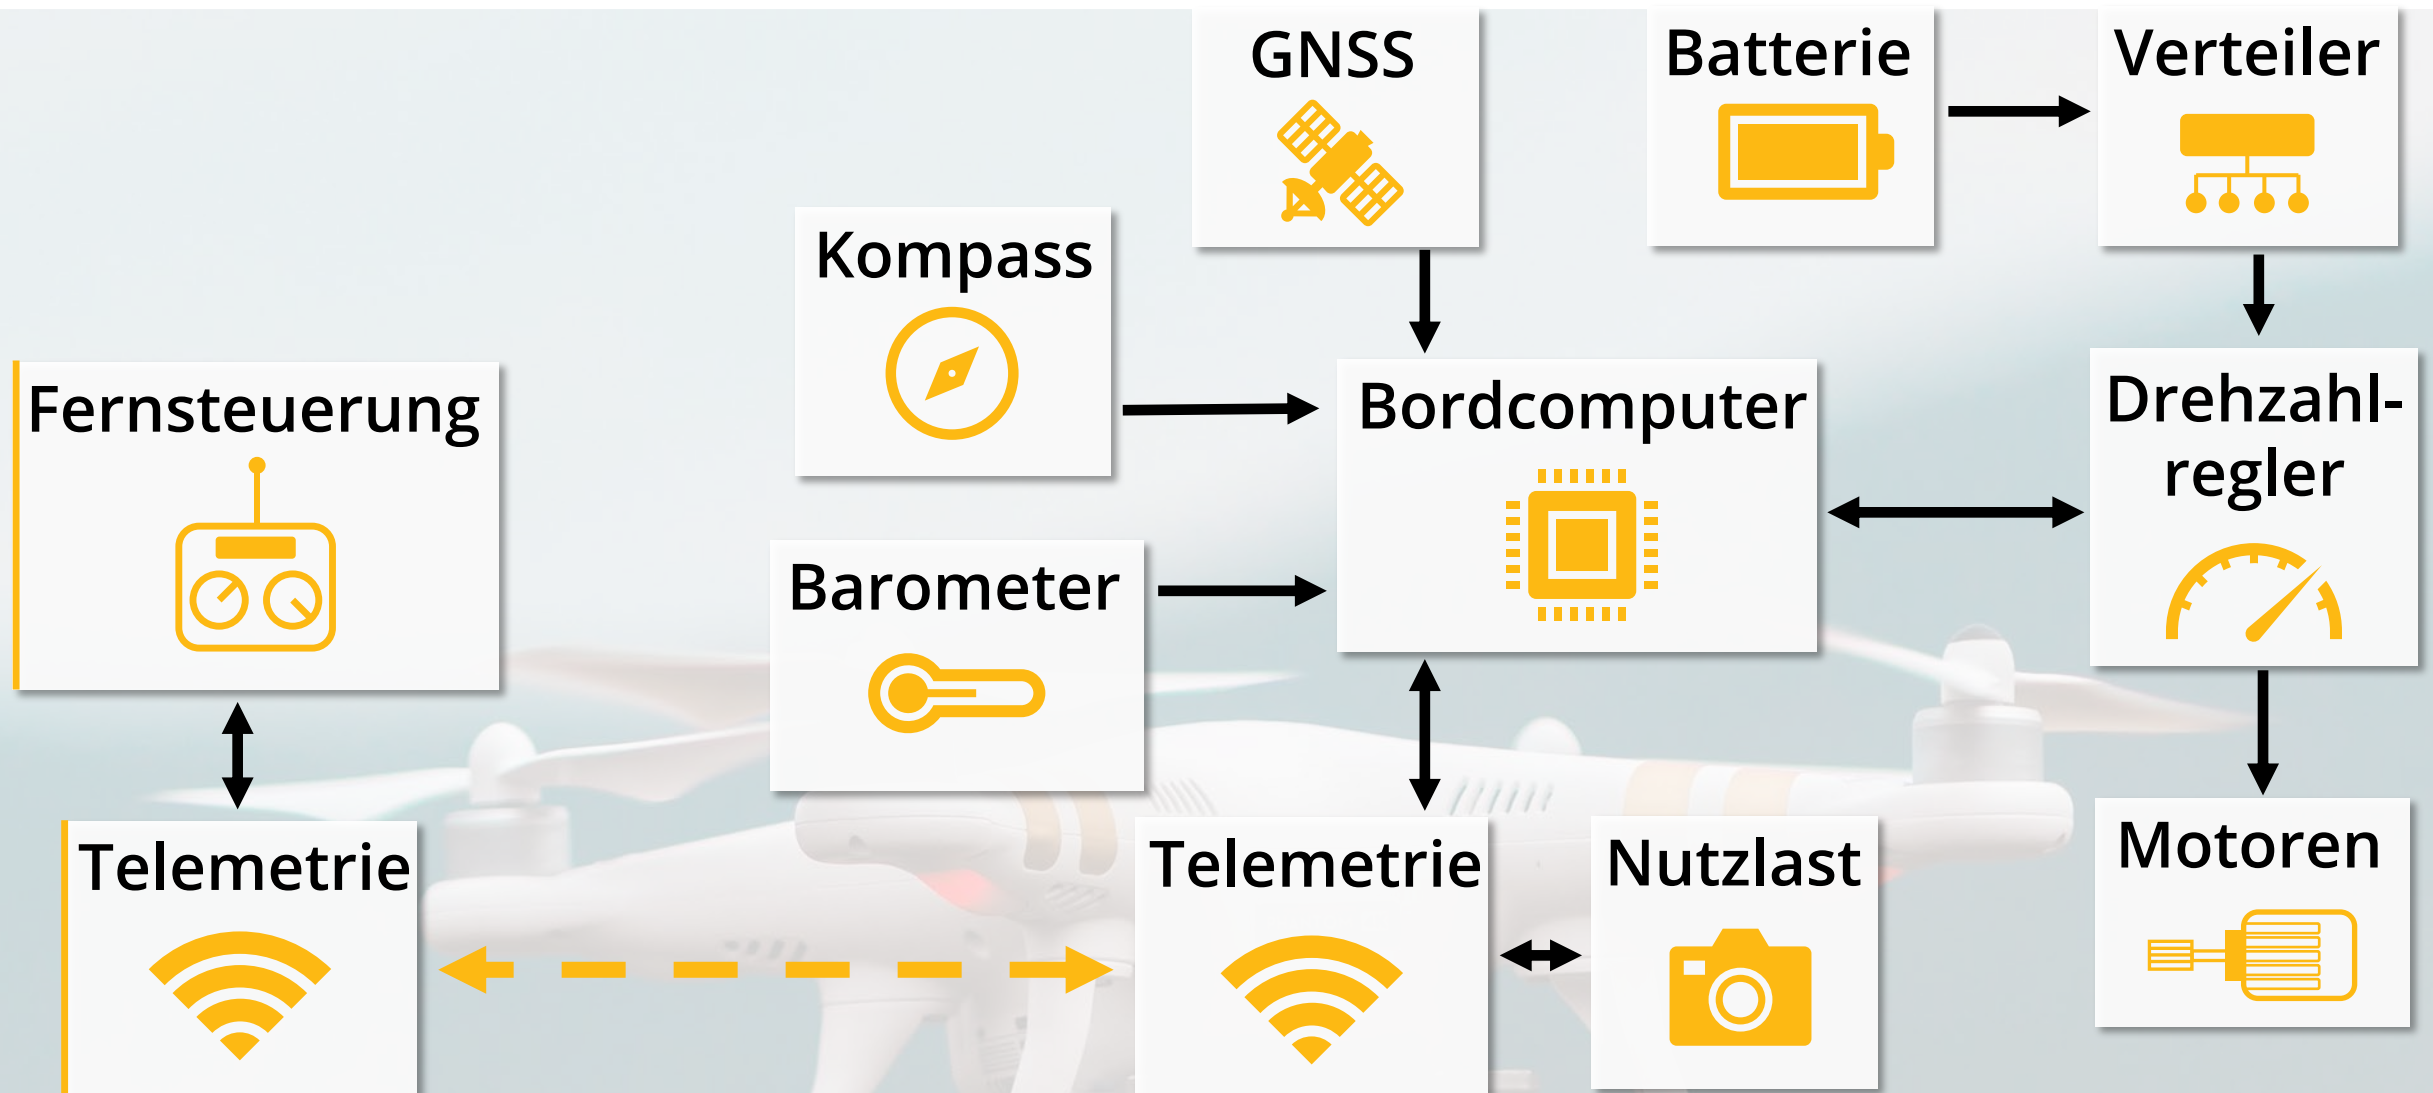 GNSS
Batterie
Verteiler
Kompass
Fernsteuerung
Bordcomputer
Drehzahl-
regler
Barometer
Telemetrie
Telemetrie
Nutzlast
Motoren